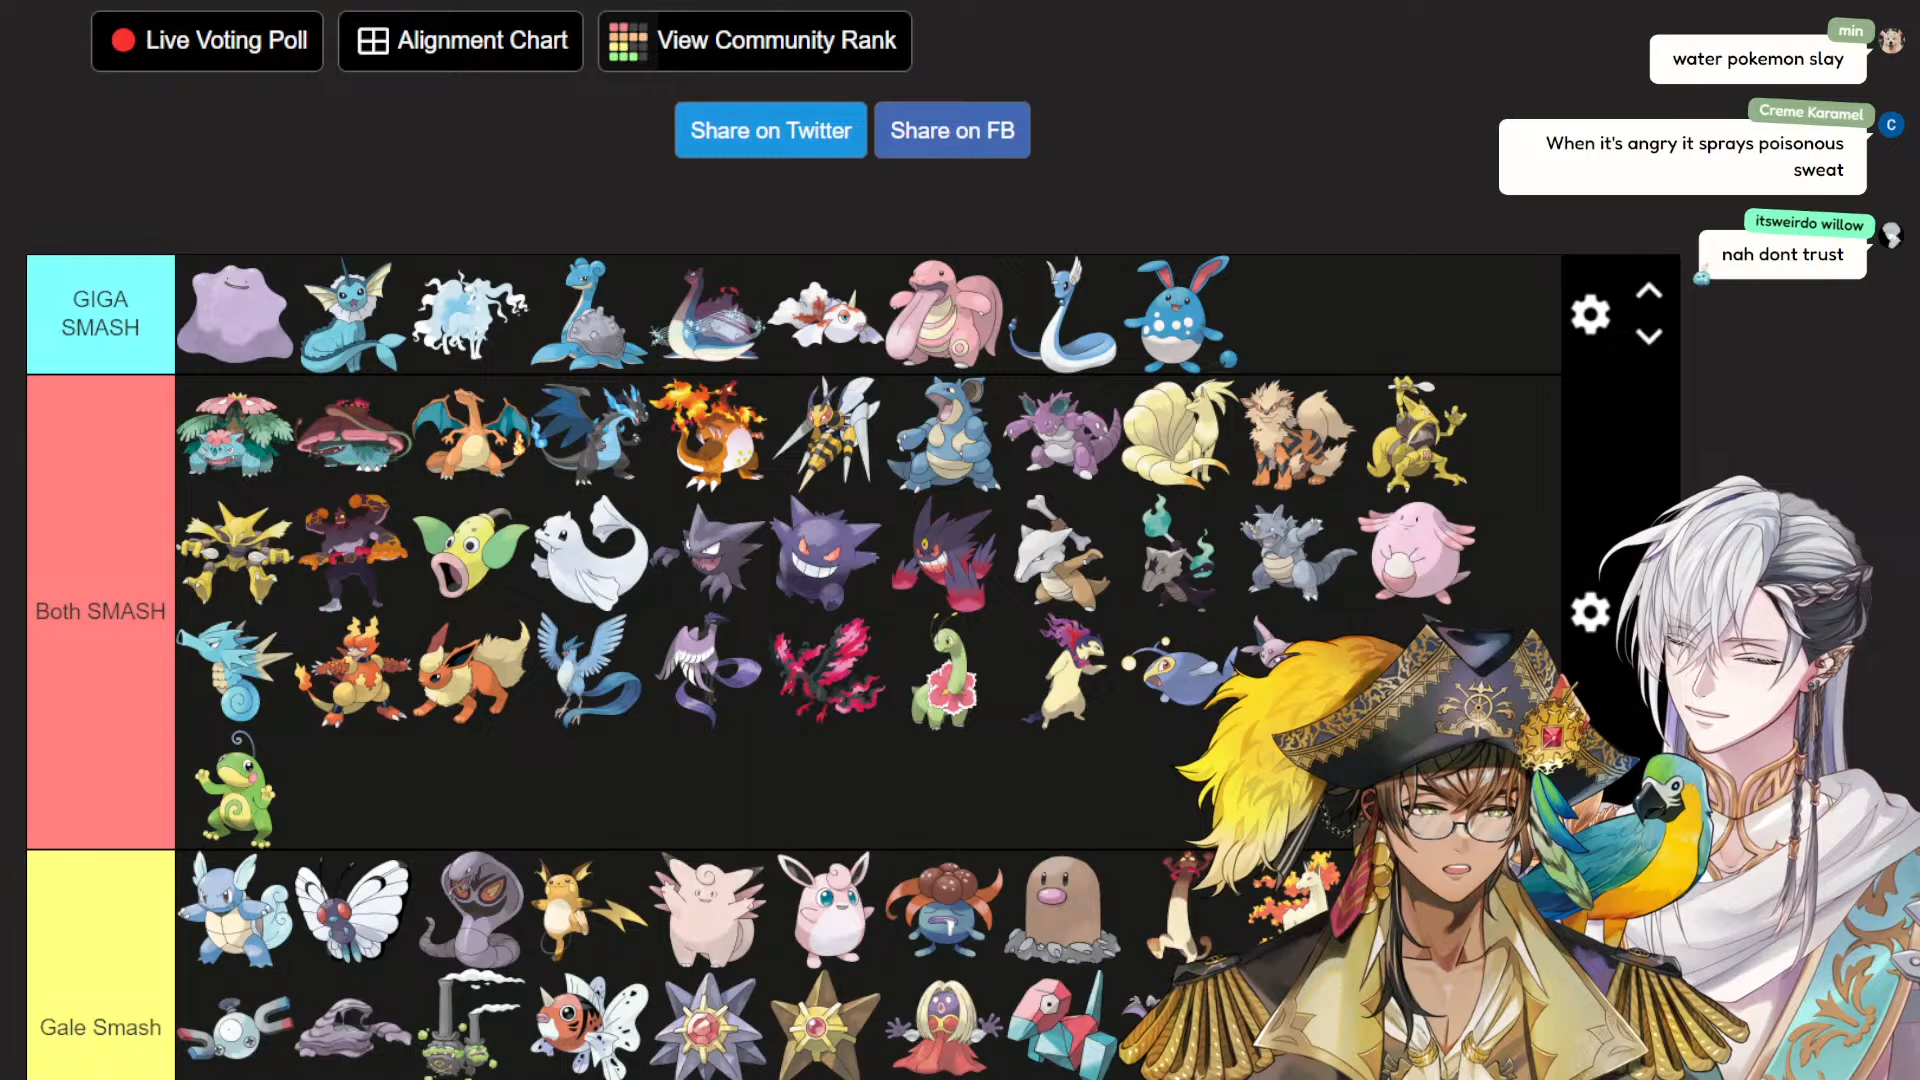 Live Voting Poll
Alignment Chart
View Community Rank
Share on Twitter
Share on FB
min
water pokemon slay
Creme Karamel
C
When it's angry it sprays poisonous
sweat
itsweirdo willow
nah dont trust
GIGA
SMASH
Both SMASH
Gale Smash